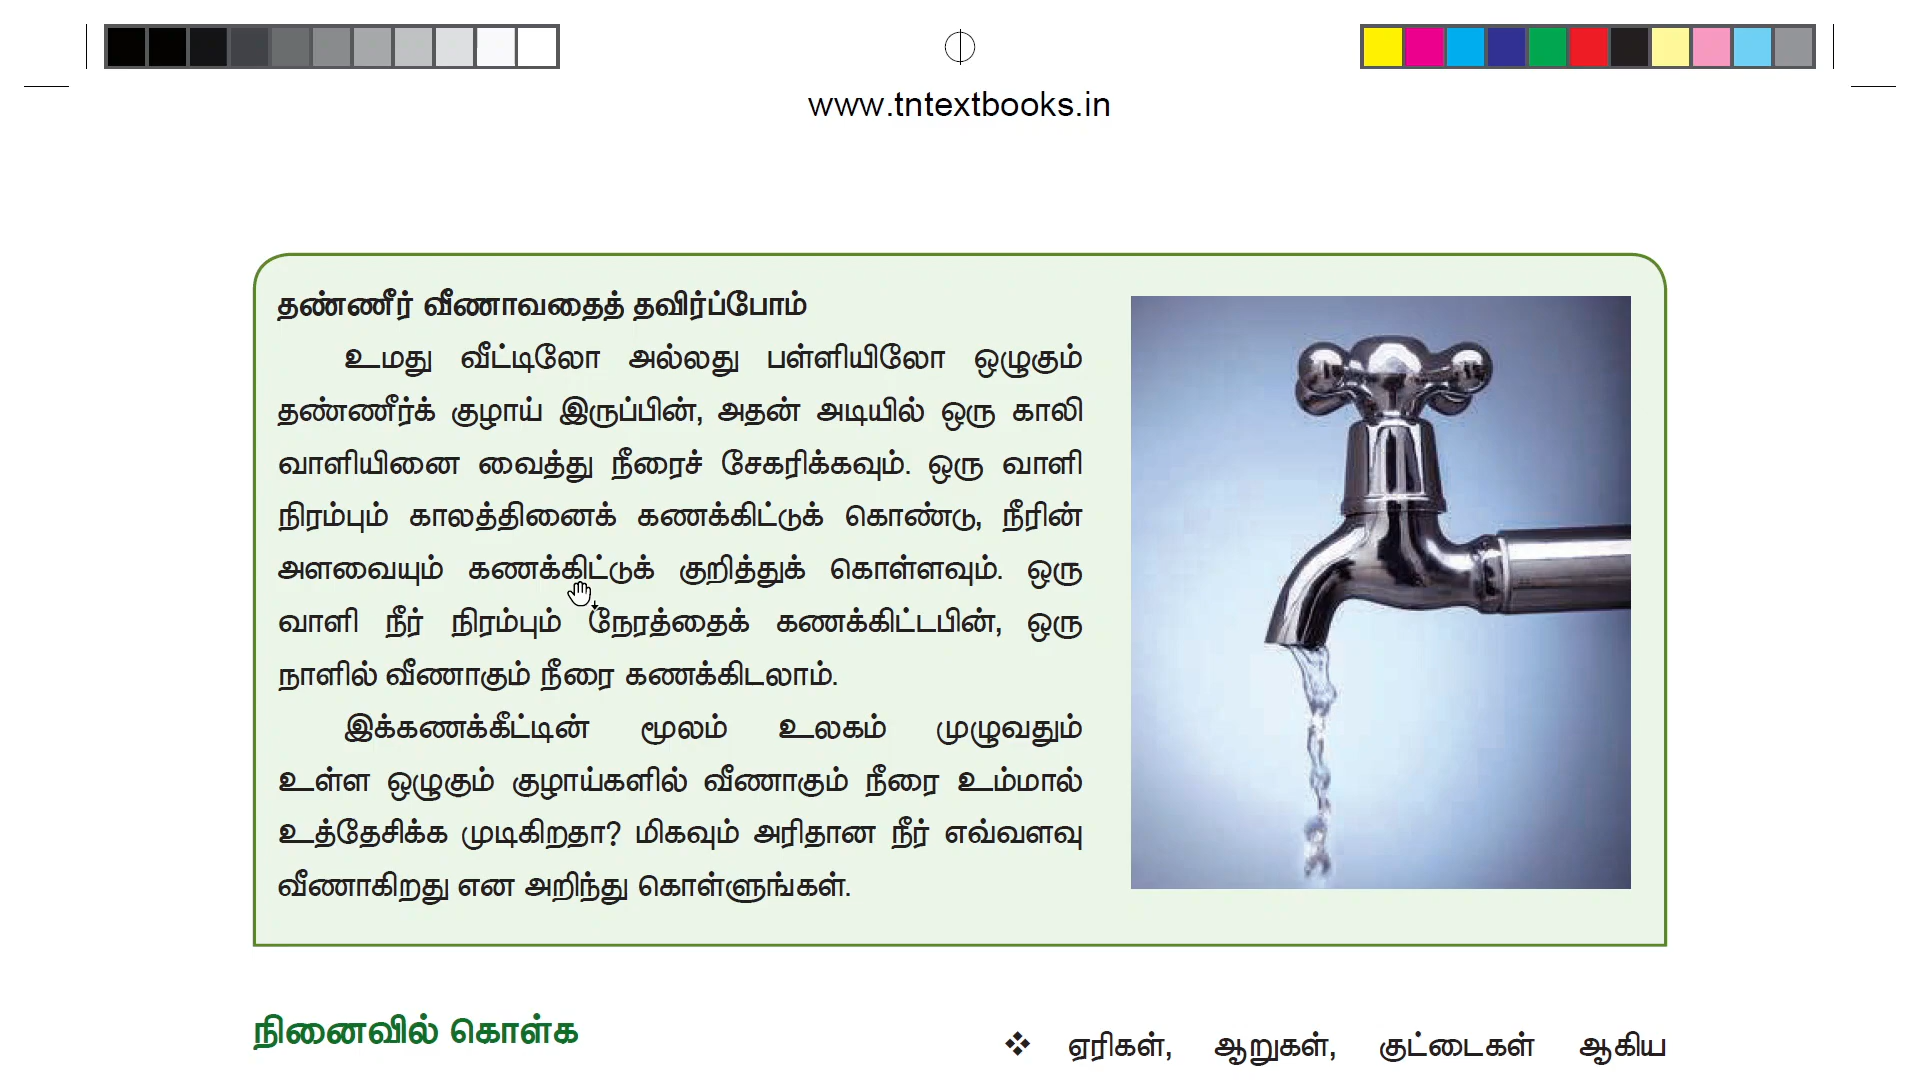 www.tntextbooks.in
தண்ணீர் வீணாவதைத் தவிர்ப்போம்
உமது வீட்டிலோ அல்லது பள்ளியிலோ ஒழுகும்
தண்ணீர்க் குழாய் இருப்பின், அதன் அடியில் ஒரு காலி
வாளியினை வைத்து நீரைச் சேகரிக்கவும். ஒரு வாளி
நிரம்பும் காலத்தினைக் கணக்கிட்டுக் கொண்டு, நீரின்
அளவையும் கணக்கிட்டுக் குறித்துக் கொள்ளவும். ஒரு
வாளி நீர் நிரம்பும் நேரத்தைக் கணக்கிட்டபின், ஒரு
நாளில் வீணாகும் நீரை கணக்கிடலாம்.
இக்கணக்கீட்டின் மூலம் உலகம் முழுவதும்
உள்ள ஒழுகும் குழாய்களில் வீணாகும் நீரை உம்மால்
உத்தேசிக்க முடிகிறதா? மிகவும் அரிதான நீர் எவ்வளவு
வீணாகிறது என அறிந்து கொள்ளுங்கள்.
நினைவில் கொள்க
❖ ஏரிகள், ஆறுகள், குட்டைகள் ஆகிய